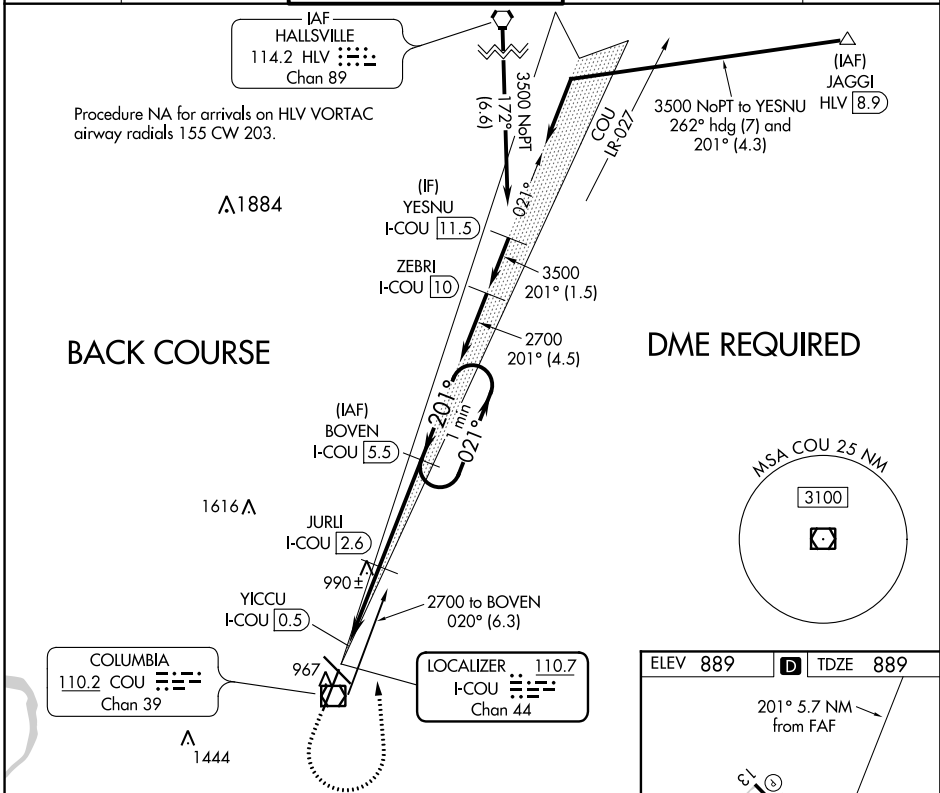 IAF
HALLSVILLE
114.2 HLV
Chan 89
Procedure NA for arrivals on HLV VORTAC
airway radials 155 CW 203.
3500 NoPT
172°
(6.6)
COU
LR-027
(IAF)
JAGGI
HLV 8.9
3500 NoPT to YESNU
262° hdg (7) and
201° (4.3)
1884
021°
(IF)
YESNU
I-COU 11.5
ZEBRI
I-COU 10
3500
201° (1.5)
2700
201° (4.5)
BACK COURSE
DME REQUIRED
201°
1 min
021°
(IAF)
BOVEN
I-COU 5.5
MSA COU 25 NM
3100
1616
JURLI
I-COU 2.6
990±
YICCU
I-COU 0.5
2700 to BOVEN
020° (6.3)
COLUMBIA
110.2 COU
Chan 39
967
LOCALIZER 110.7
I-COU
Chan 44
1444
ELEV 889 D TDZE 889
201° 5.7 NM
from FAF
13